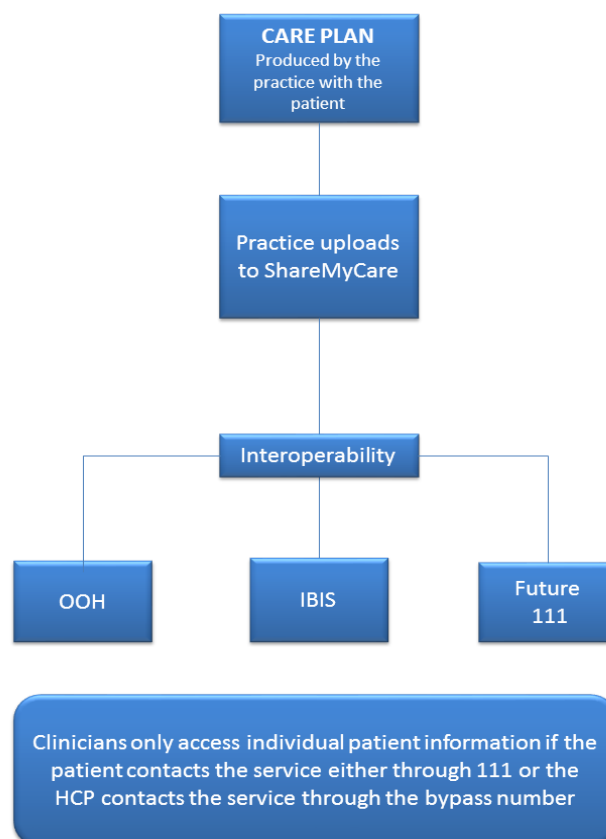 CARE PLAN
Produced by the
practice with the
patient
Practice uploads
to ShareMyCare
Interoperability
OOH
IBIS
Future
111
Clinicians only access individual patient information if the
patient contacts the service either through 111 or the
HCP contacts the service through the bypass number